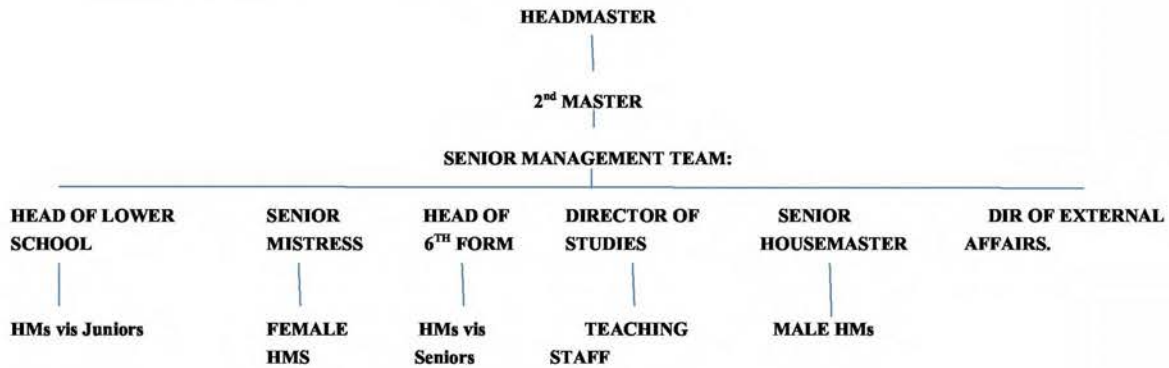 HEADMASTER
2nd MASTER
SENIOR MANAGEMENT TEAM:
HEAD OF LOWER SCHOOL
SENIOR MISTRESS
HEAD OF 6TH FORM
DIRECTOR OF STUDIES
SENIOR HOUSEMASTER
DIR OF EXTERNAL AFFAIRS.
HMs vis Juniors
FEMALE HMS
HMs vis Seniors
TEACHING STAFF
MALE HMs